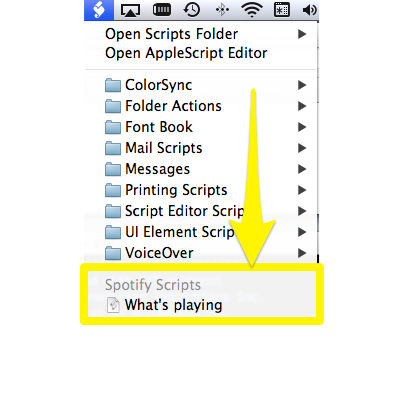 Open Scripts Folder
Open AppleScript Editor
ColorSync
Folder Actions
Font Book
Mail Scripts
Messages
Printing Scripts
Script Editor Scrip
UI Element Scrip
VoiceOver
Spotify Scripts
What's playing